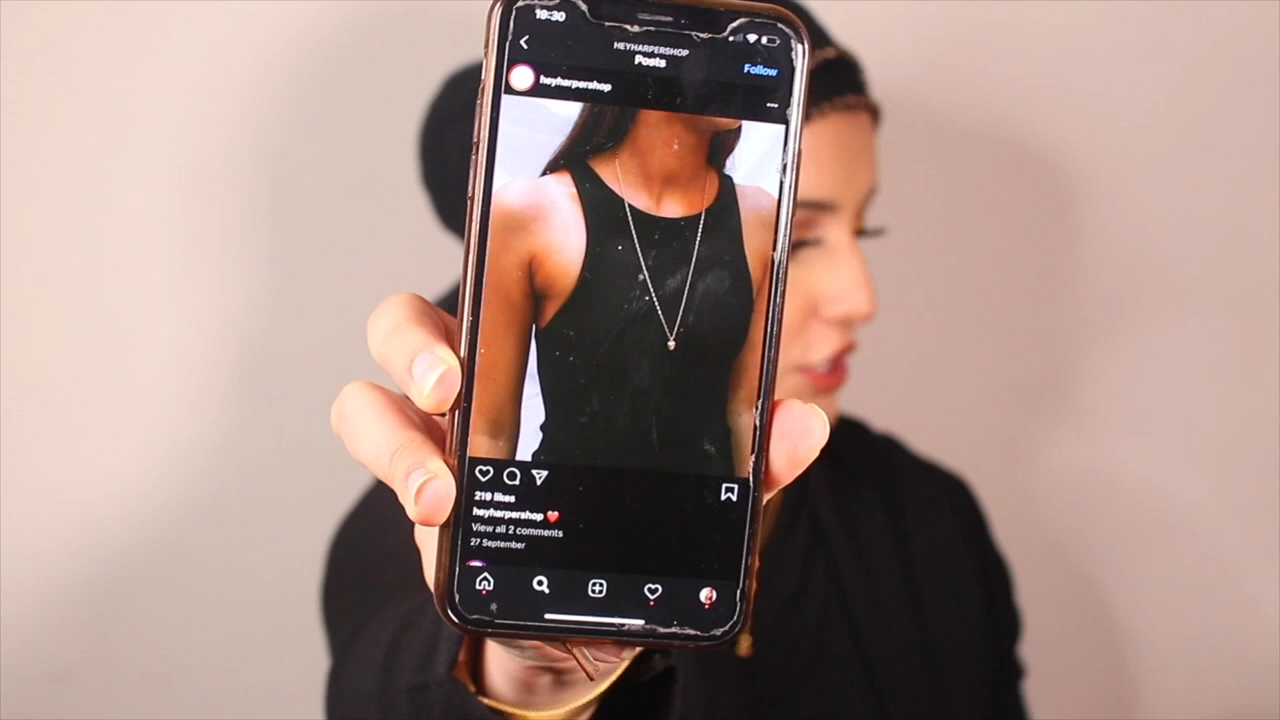 19:30
HEYHARPERSHOP
Posts
Follow
heyharpershop
219 likes
heyharpershop ❤️
View all 2 comments
27 September